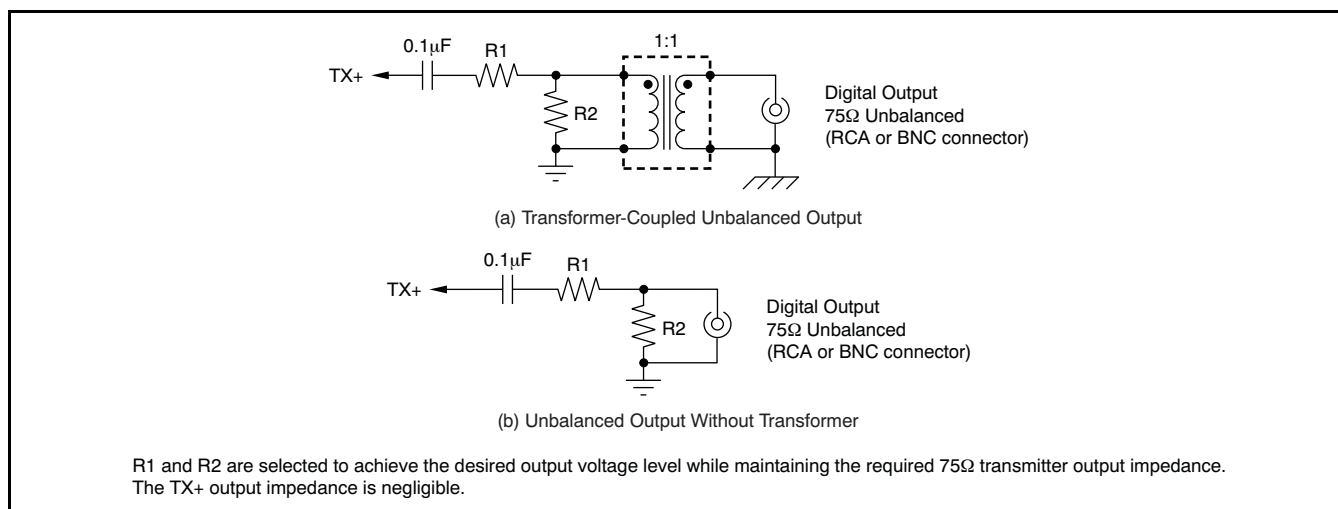 1:1
0.1μF
R1
TX+
R2
Digital Output
75Ω Unbalanced
(RCA or BNC connector)
(a) Transformer-Coupled Unbalanced Output
0.1μF
R1
TX+
R2
Digital Output
75Ω Unbalanced
(RCA or BNC connector)
(b) Unbalanced Output Without Transformer
R1 and R2 are selected to achieve the desired output voltage level while maintaining the required 75Ω transmitter output impedance.
The TX+ output impedance is negligible.